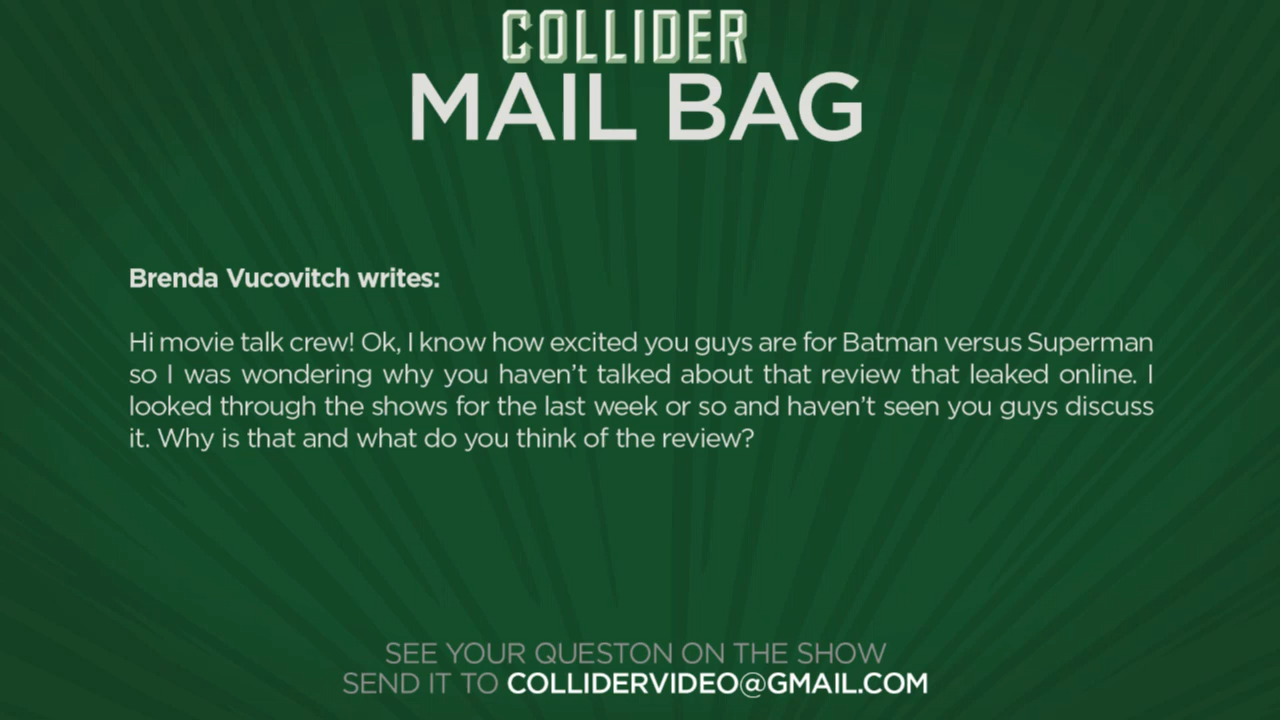 COLLIDER
MAIL BAG
Brenda Vucovitch writes:
Hi movie talk crew! Ok, I know how excited you guys are for Batman versus Superman
so I was wondering why you haven’t talked about that review that leaked online. I
looked through the shows for the last week or so and haven’t seen you guys discuss
it. Why is that and what do you think of the review?
SEE YOUR QUESTON ON THE SHOW
SEND IT TO COLLIDERVIDEO@GMAIL.COM